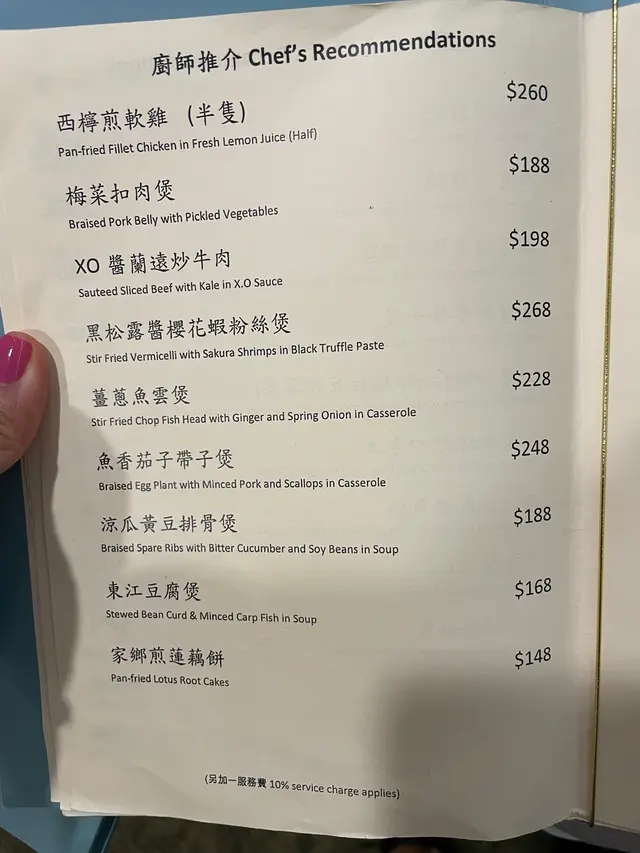 廚師推介 Chef's Recommendations
西檸煎軟雞 (半隻) $260
Pan-fried Fillet Chicken in Fresh Lemon Juice (Half)
梅菜扣肉煲 $188
Braised Pork Belly with Pickled Vegetables
XO 醬蘭遠炒牛肉 $198
Sauteed Sliced Beef with Kale in X.O Sauce
黑松露醬櫻花蝦粉絲煲 $268
Stir Fried Vermicelli with Sakura Shrimps in Black Truffle Paste
薑蔥魚雲煲 $228
Stir Fried Chop Fish Head with Ginger and Spring Onion in Casserole
魚香茄子帶子煲 $248
Braised Egg Plant with Minced Pork and Scallops in Casserole
涼瓜黃豆排骨煲 $188
Braised Spare Ribs with Bitter Cucumber and Soy Beans in Soup
東江豆腐煲 $168
Stewed Bean Curd & Minced Carp Fish in Soup
家鄉煎蓮藕餅 $148
Pan-fried Lotus Root Cakes
(另加一服務費 10% service charge applies)